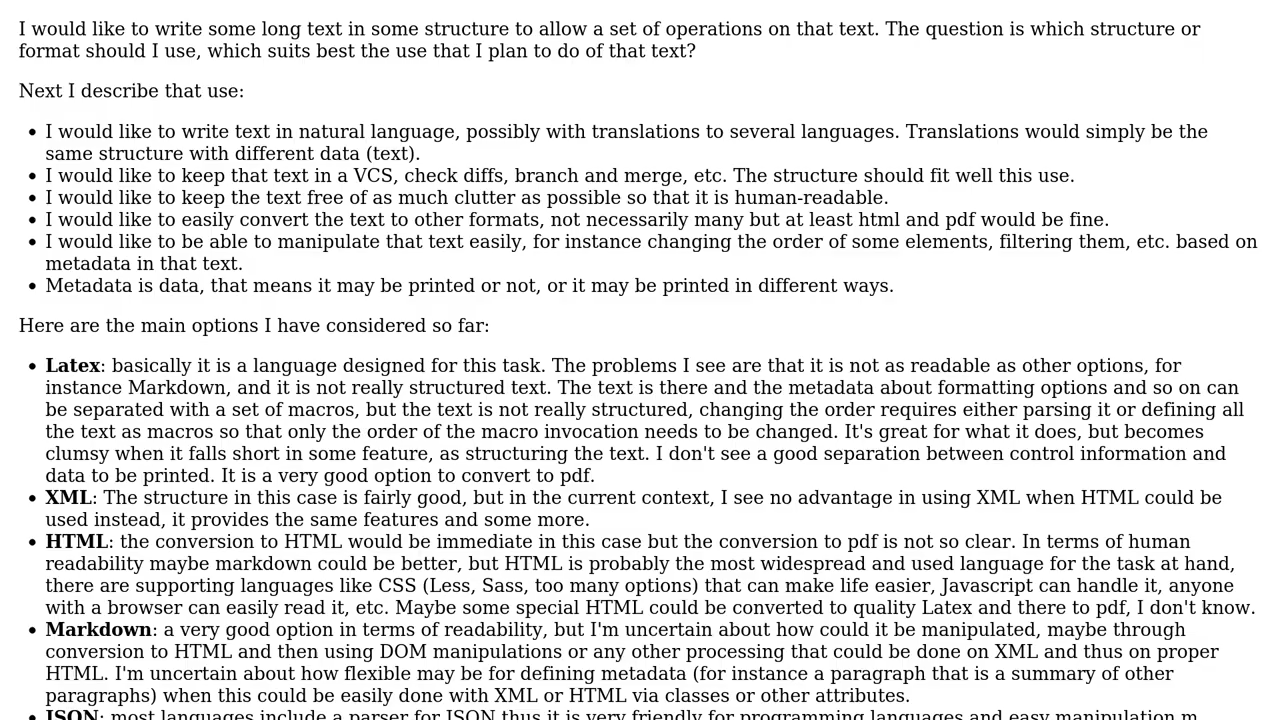 I would like to write some long text in some structure to allow a set of operations on that text. The question is which structure or
format should I use, which suits best the use that I plan to do of that text?
Next I describe that use:
• I would like to write text in natural language, possibly with translations to several languages. Translations would simply be the
same structure with different data (text).
• I would like to keep that text in a VCS, check diffs, branch and merge, etc. The structure should fit well this use.
• I would like to keep the text free of as much clutter as possible so that it is human-readable.
• I would like to easily convert the text to other formats, not necessarily many but at least html and pdf would be fine.
• I would like to be able to manipulate that text easily, for instance changing the order of some elements, filtering them, etc. based on
metadata in that text.
• Metadata is data, that means it may be printed or not, or it may be printed in different ways.
Here are the main options I have considered so far:
• Latex: basically it is a language designed for this task. The problems I see are that it is not as readable as other options, for
instance Markdown, and it is not really structured text. The text is there and the metadata about formatting options and so on can
be separated with a set of macros, but the text is not really structured, changing the order requires either parsing it or defining all
the text as macros so that only the order of the macro invocation needs to be changed. It's great for what it does, but becomes
clumsy when it falls short in some feature, as structuring the text. I don't see a good separation between control information and
data to be printed. It is a very good option to convert to pdf.
• XML: The structure in this case is fairly good, but in the current context, I see no advantage in using XML when HTML could be
used instead, it provides the same features and some more.
• HTML: the conversion to HTML would be immediate in this case but the conversion to pdf is not so clear. In terms of human
readability maybe markdown could be better, but HTML is probably the most widespread and used language for the task at hand,
there are supporting languages like CSS (Less, Sass, too many options) that can make life easier, Javascript can handle it, anyone
with a browser can easily read it, etc. Maybe some special HTML could be converted to quality Latex and there to pdf, I don't know.
• Markdown: a very good option in terms of readability, but I'm uncertain about how could it be manipulated, maybe through
conversion to HTML and then using DOM manipulations or any other processing that could be done on XML and thus on proper
HTML. I'm uncertain about how flexible may be for defining metadata (for instance a paragraph that is a summary of other
paragraphs) when this could be easily done with XML or HTML via classes or other attributes.
• JSON: most languages include a parser for JSON thus it is very friendly for programming languages and easy manipulation